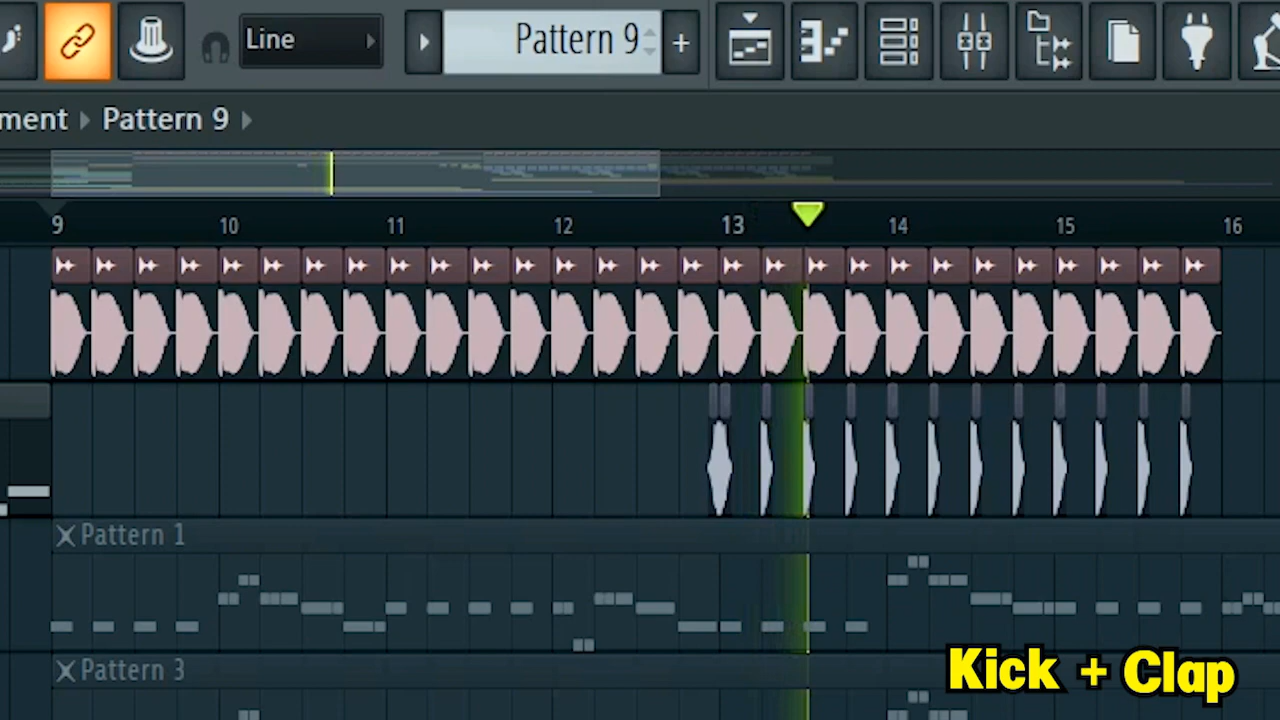 Line
Pattern 9
+
ment Pattern 9
9 10 11 12 13 14 15 16
Pattern 1
Pattern 3
Kick + Clap